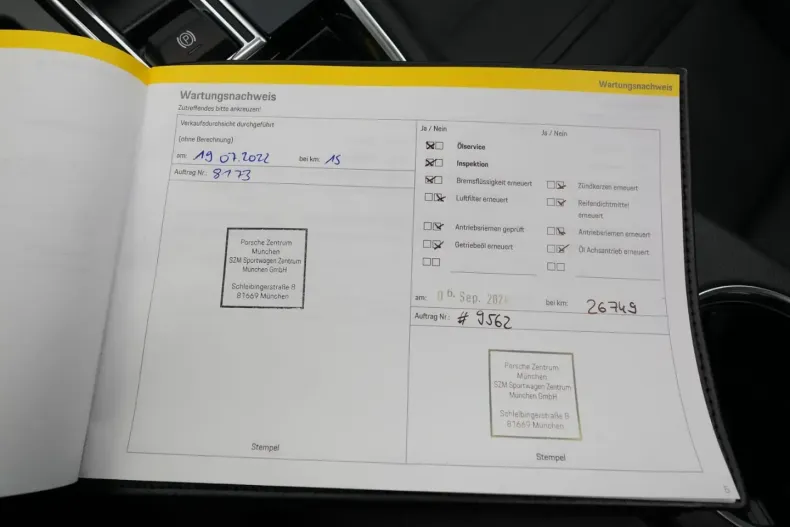 Wartungsnachweis
Wartungsnachweis
Zutreffendes bitte ankreuzen!
Verkaufsdurchsicht durchgeführt
(ohne Berechnung)
am: 19 07.2022 bei km: 15
Auftrag Nr.: 8173
Porsche Zentrum
München
SZM Sportwagen Zentrum
München GmbH
Schleibingerstraße 8
81669 München
Stempel
Ja / Nein
Ja / Nein
Ölservice
Inspektion
Bremsflüssigkeit erneuert
Zündkerzen erneuert
Luftfilter erneuert
Reifendichtmittel
erneuert
Antriebsriemen geprüft
Antriebsriemen erneuert
Getriebeöl erneuert
Öl Achsantrieb erneuert
am: 06. Sep. bei km: 26749
Auftrag Nr.: # 9562
Porsche Zentrum
München
SZM Sportwagen Zentrum
München GmbH
Schleibingerstraße 8
81669 München
Stempel
5